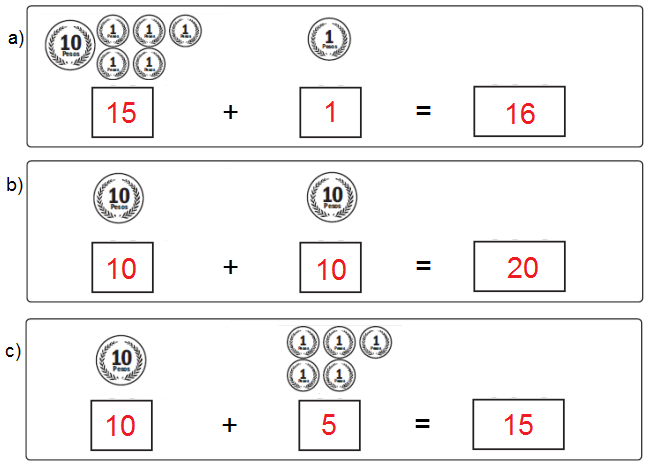 a)
10 Pesos 1 Pesos 1 Pesos 1 Pesos 1 Pesos
1 Pesos 1 Pesos
15 + 1 = 16
b)
10 Pesos 10 Pesos
10 + 10 = 20
c)
10 Pesos 1 Pesos 1 Pesos 1 Pesos
1 Pesos 1 Pesos
10 + 5 = 15